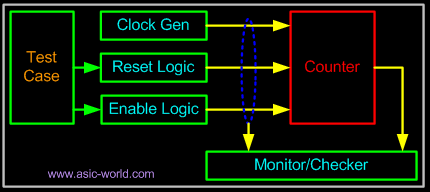 Clock Gen
Test
Case
Reset Logic
Counter
Enable Logic
Monitor/Checker
www.asic-world.com